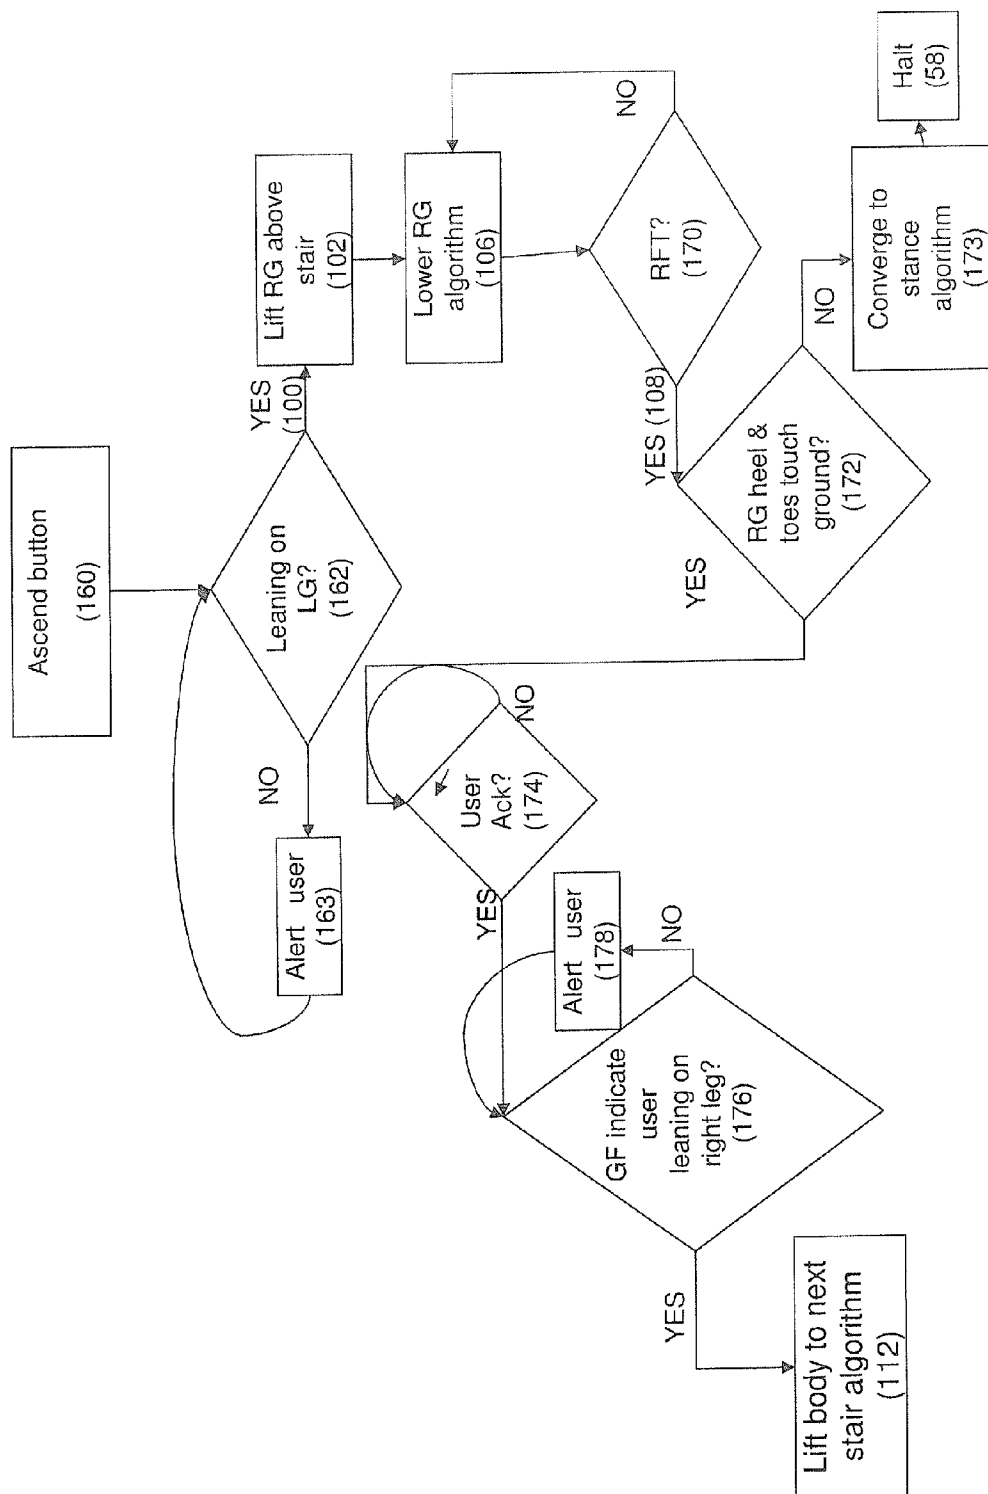 Ascend button
(160)
Leaning on
LG?
(162)
NO
Alert user
(163)
YES
(100)
Lift RG above
stair
(102)
Lower RG
algorithm
(106)
RFT?
(170)
NO
YES (108)
RG heel &
toes touch
ground?
(172)
NO
Converge to
stance
algorithm
(173)
Halt
(58)
YES
User
Ack?
(174)
NO
YES
GF indicate
user
leaning on
right leg?
(176)
NO
Alert user
(178)
YES
Lift body to next
stair algorithm
(112)